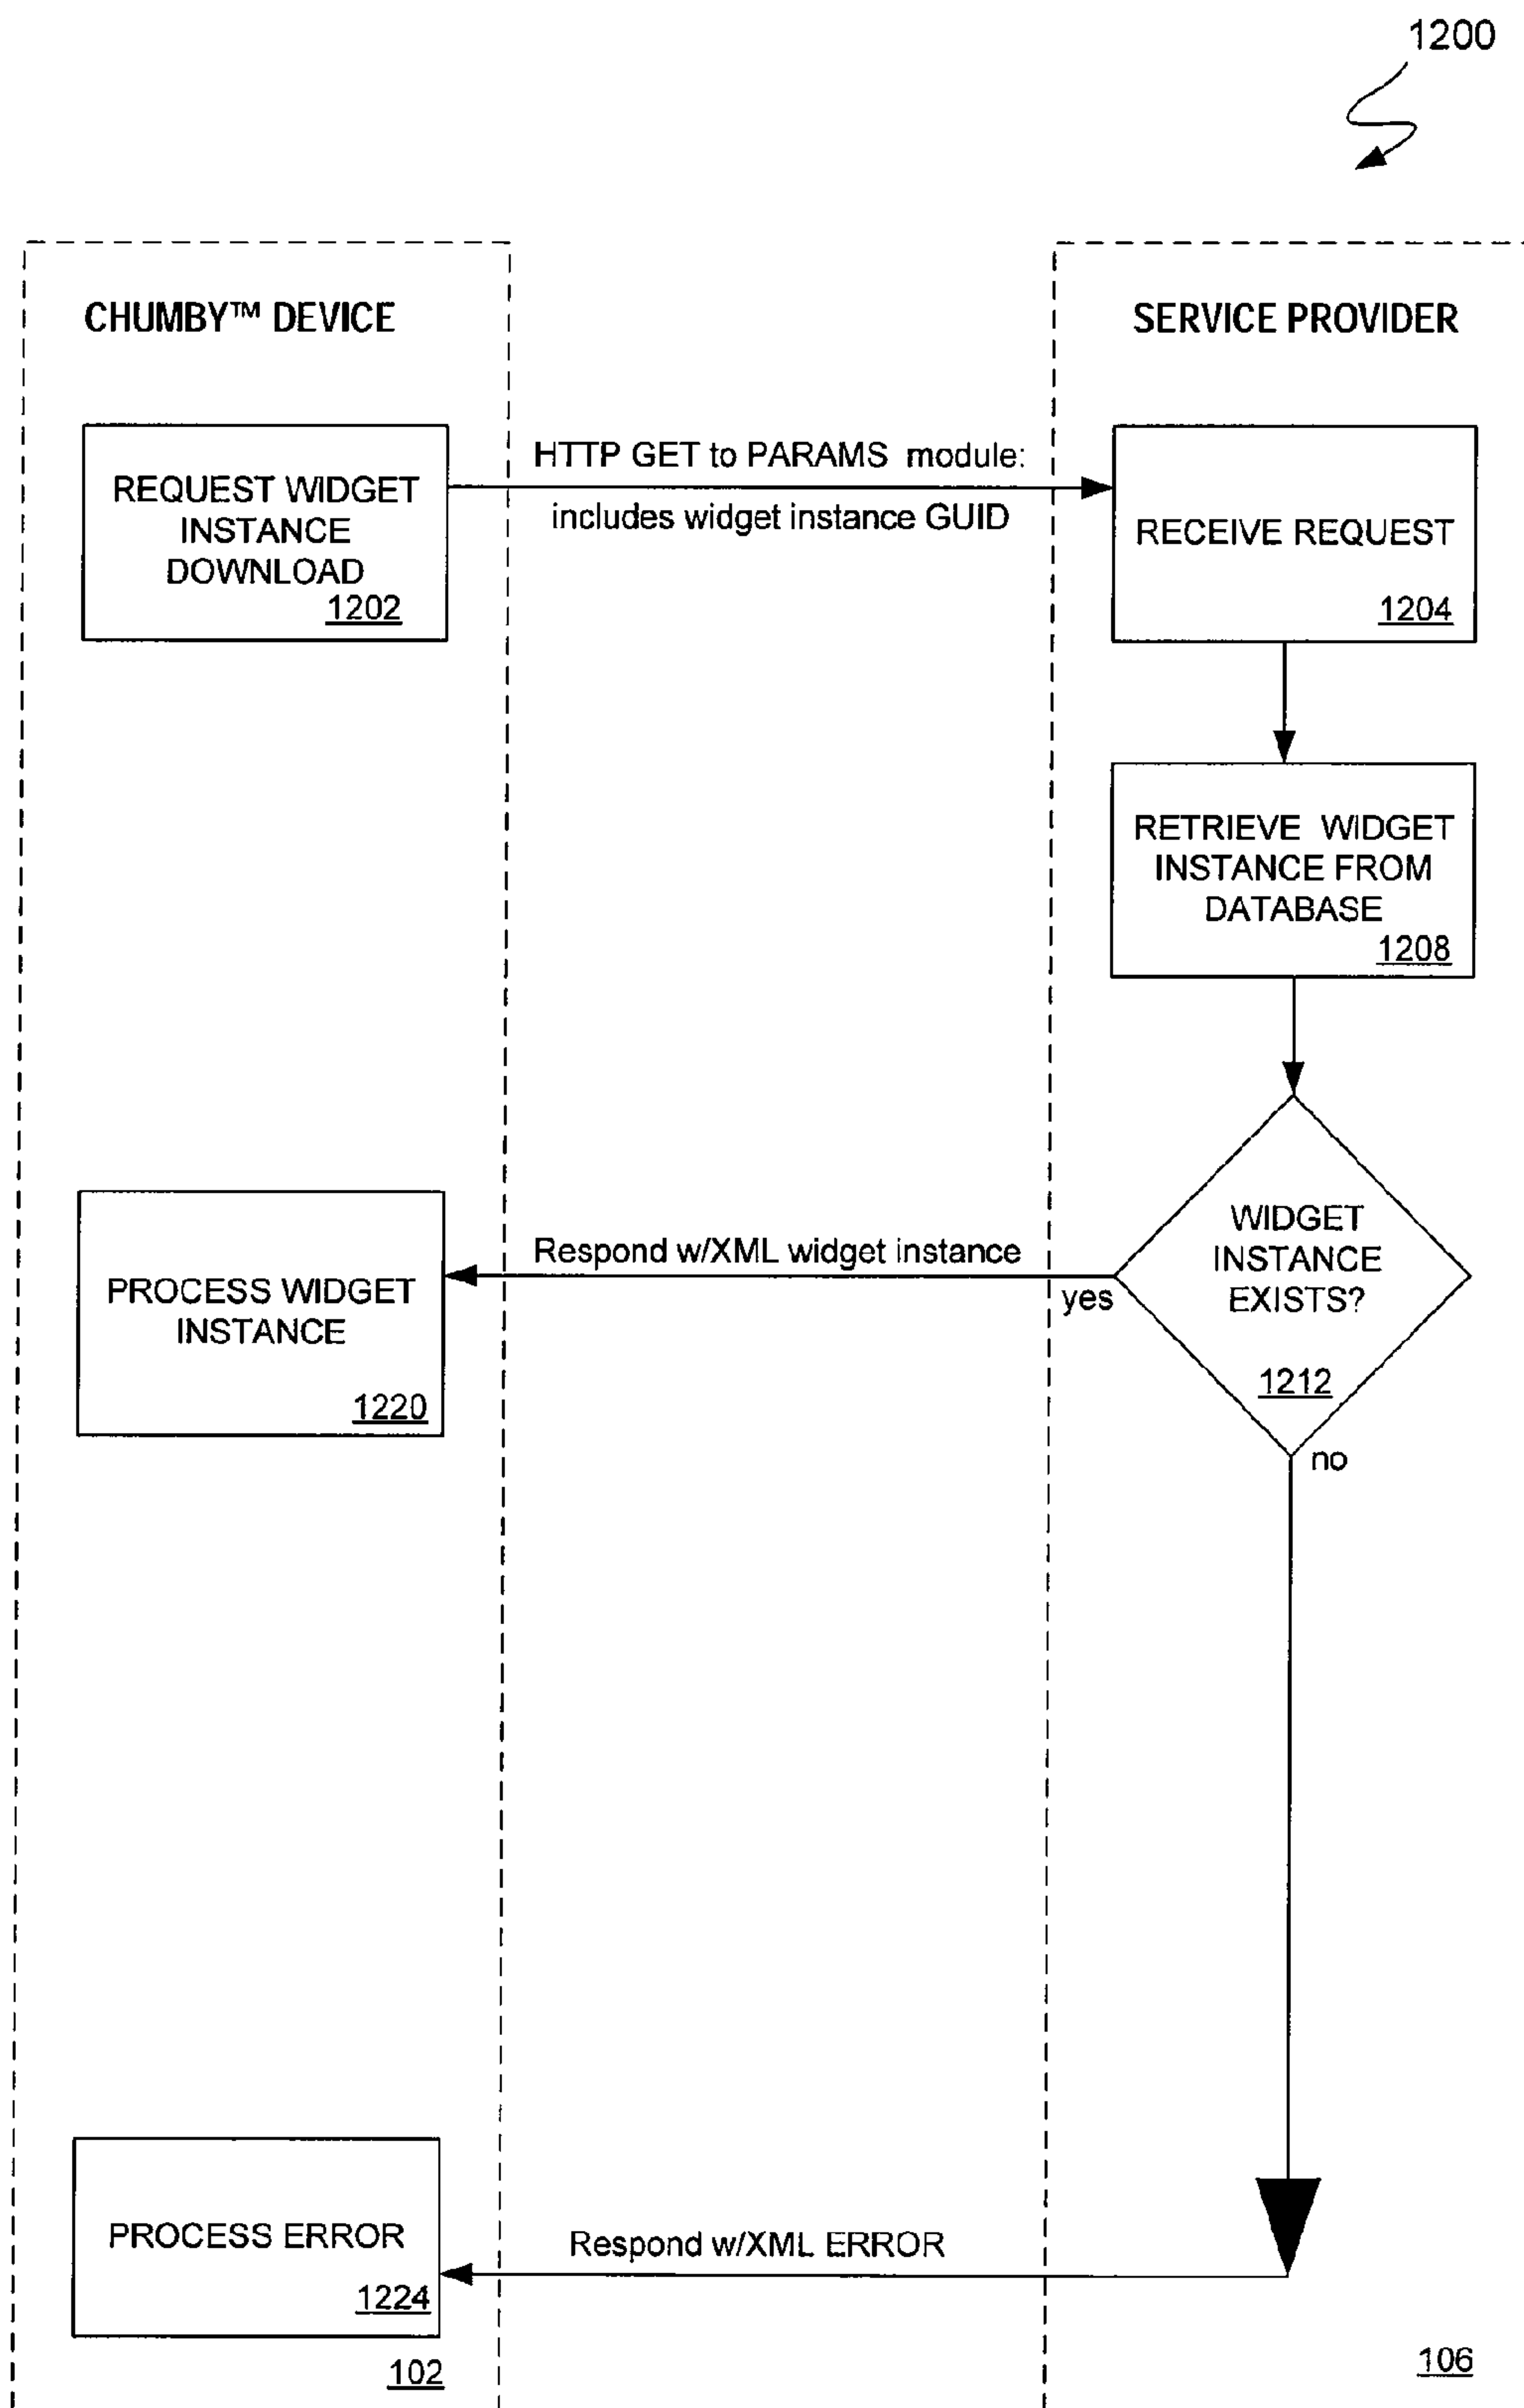 1200
CHUMBY™ DEVICE
SERVICE PROVIDER
REQUEST WIDGET
INSTANCE
DOWNLOAD
1202
HTTP GET to PARAMS module:
includes widget instance GUID
RECEIVE REQUEST
1204
RETRIEVE WIDGET
INSTANCE FROM
DATABASE
1208
WIDGET
INSTANCE
EXISTS?
1212
yes
no
Respond w/XML widget instance
PROCESS WIDGET
INSTANCE
1220
Respond w/XML ERROR
PROCESS ERROR
1224
102
106